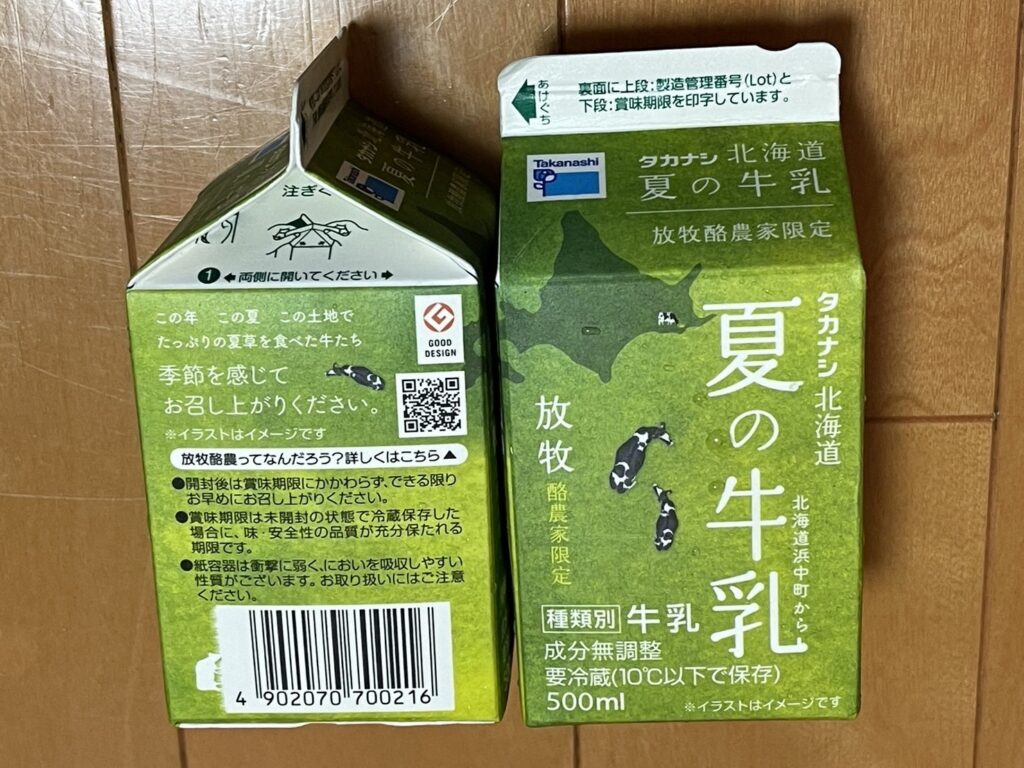 注ぎ
①←両側に開いてください→
この年 この夏 この土地で
たっぷりの夏草を食べた牛たち
季節を感じて
お召し上がりください。
※イラストはイメージです
GOOD
DESIGN
放牧酪農ってなんだろう?詳しくはこちら▲
●開封後は賞味期限にかかわらず、できる限り
お早めにお召し上がりください。
●賞味期限は未開封の状態で冷蔵保存した
場合に、味・安全性の品質が充分保たれる
期限です。
●紙容器は衝撃に弱く、においを吸収しやすい
性質がございます。お取り扱いにはご注意
ください。
4 902070 700216
Takanashi
夏の牛
あけぐち
裏面に上段:製造管理番号(Lot)と
下段:賞味期限を印字しています。
Takanashi
タカナシ 北海道
夏の牛乳
放牧酪農家限定
タカナシ 北海道
夏の牛乳
北海道浜中町から
放牧
酪農家限定
種類別 牛乳
成分無調整
要冷蔵(10℃以下で保存)
500ml
※イラストはイメージです